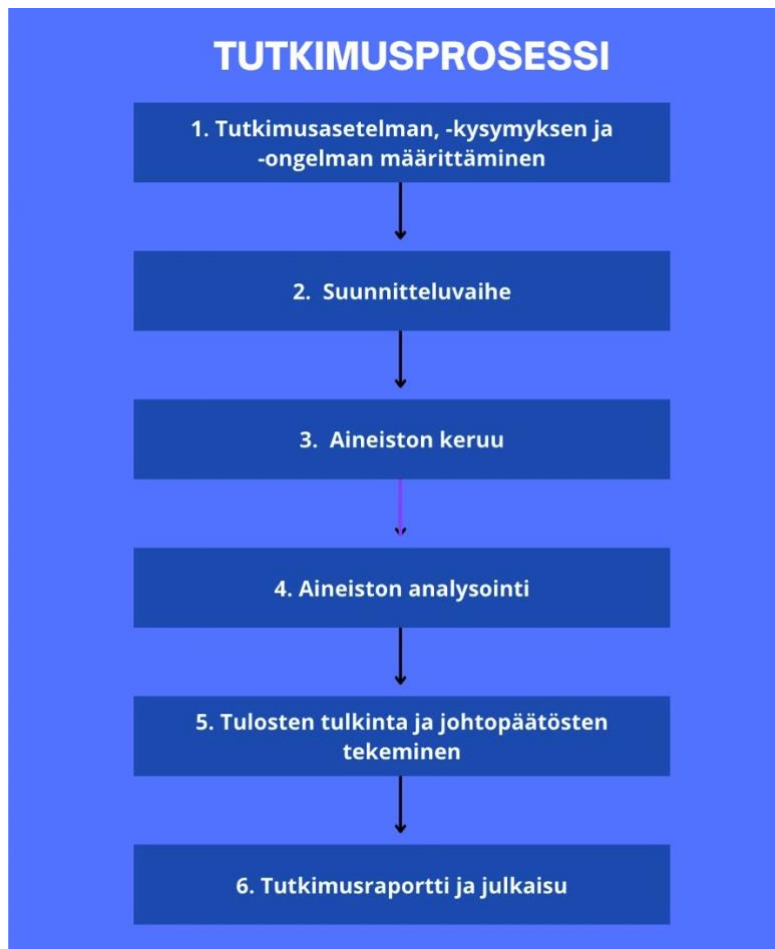 TUTKIMUSPROSESSI
1. Tutkimusasetelman, -kysymyksen ja
-ongelman määrittäminen
2. Suunnitteluvaihe
3. Aineiston keruu
4. Aineiston analysointi
5. Tulosten tulkinta ja johtopäätösten
tekeminen
6. Tutkimusraportti ja julkaisu